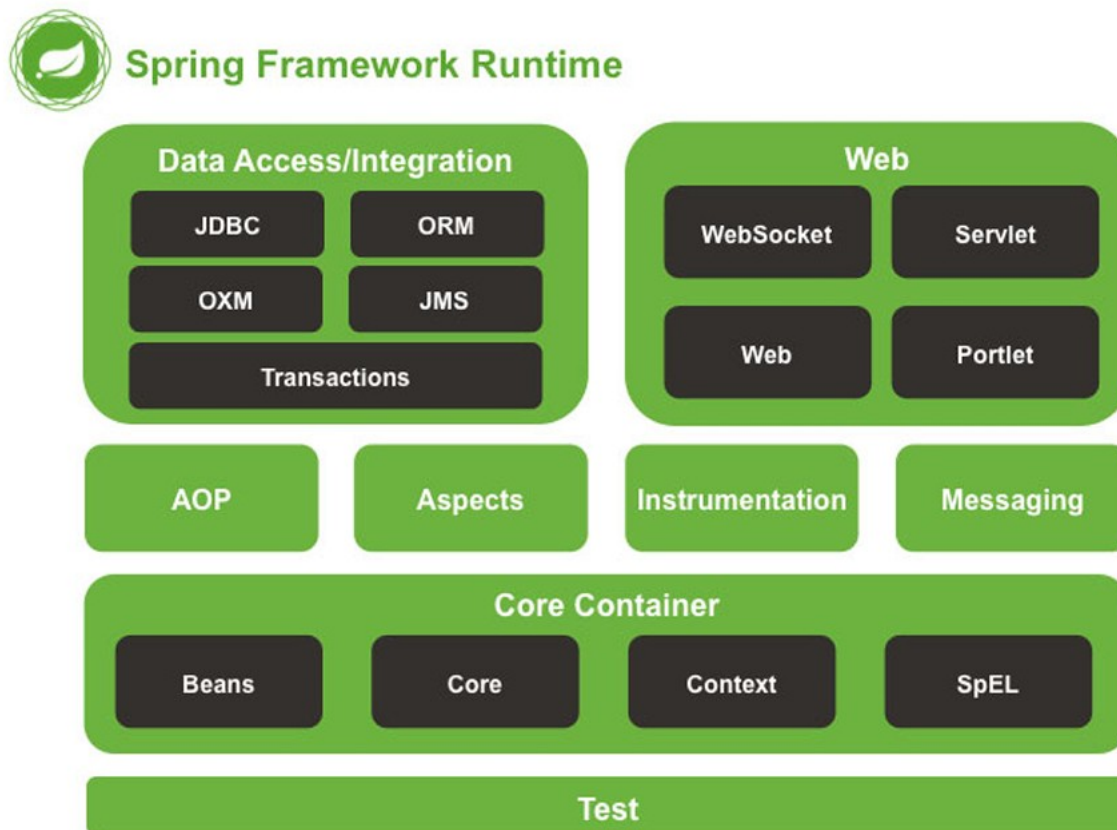 Spring Framework Runtime
Data Access/Integration
JDBC
ORM
OXM
JMS
Transactions
Web
WebSocket
Servlet
Web
Portlet
AOP
Aspects
Instrumentation
Messaging
Core Container
Beans
Core
Context
SpEL
Test